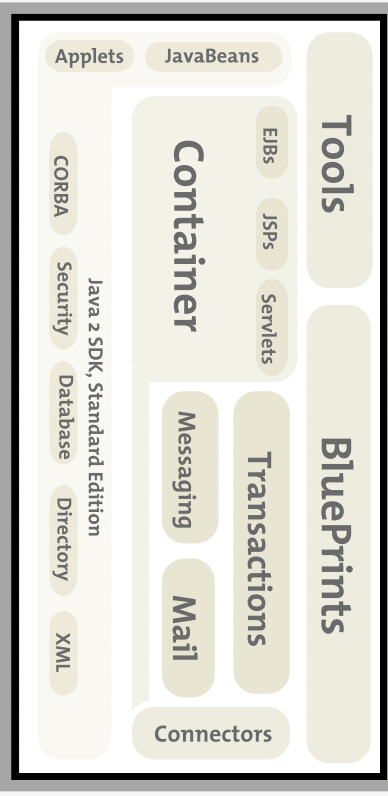 Tools
BluePrints
Applets
JavaBeans
Container
EJBs
JSPs
Servlets
Transactions
Messaging
Mail
Connectors
Java 2 SDK, Standard Edition
CORBA
Security
Database
Directory
XML